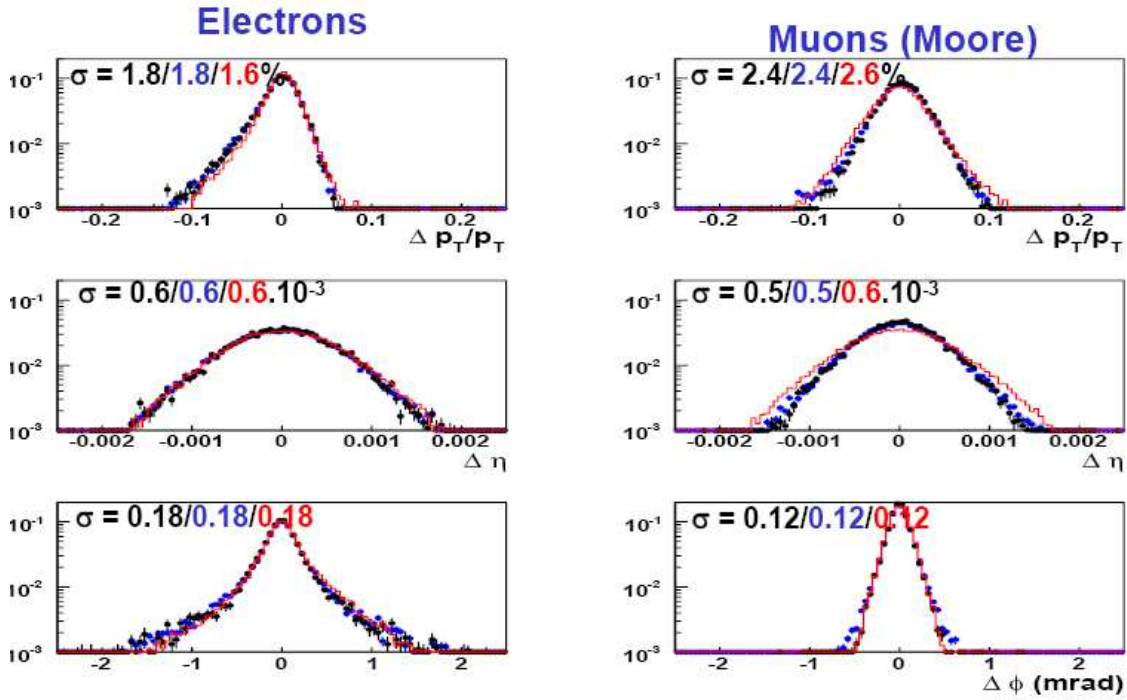 Electrons
Muons (Moore)
σ = 1.8/1.8/1.6%
10⁻¹
10⁻²
10⁻³
-0.2 -0.1 0 0.1 0.2
Δ p_T/p_T
σ = 2.4/2.4/2.6%
10⁻¹
10⁻²
10⁻³
-0.2 -0.1 0 0.1 0.2
Δ p_T/p_T
σ = 0.6/0.6/0.6.10⁻³
10⁻¹
10⁻²
10⁻³
-0.002 -0.001 0 0.001 0.002
Δ η
σ = 0.5/0.5/0.6.10⁻³
10⁻¹
10⁻²
10⁻³
-0.002 -0.001 0 0.001 0.002
Δ η
σ = 0.18/0.18/0.18
10⁻¹
10⁻²
10⁻³
-2 -1 0 1 2
σ = 0.12/0.12/0.12
10⁻¹
10⁻²
10⁻³
-2 -1 0 1 2
Δ ϕ (mrad)